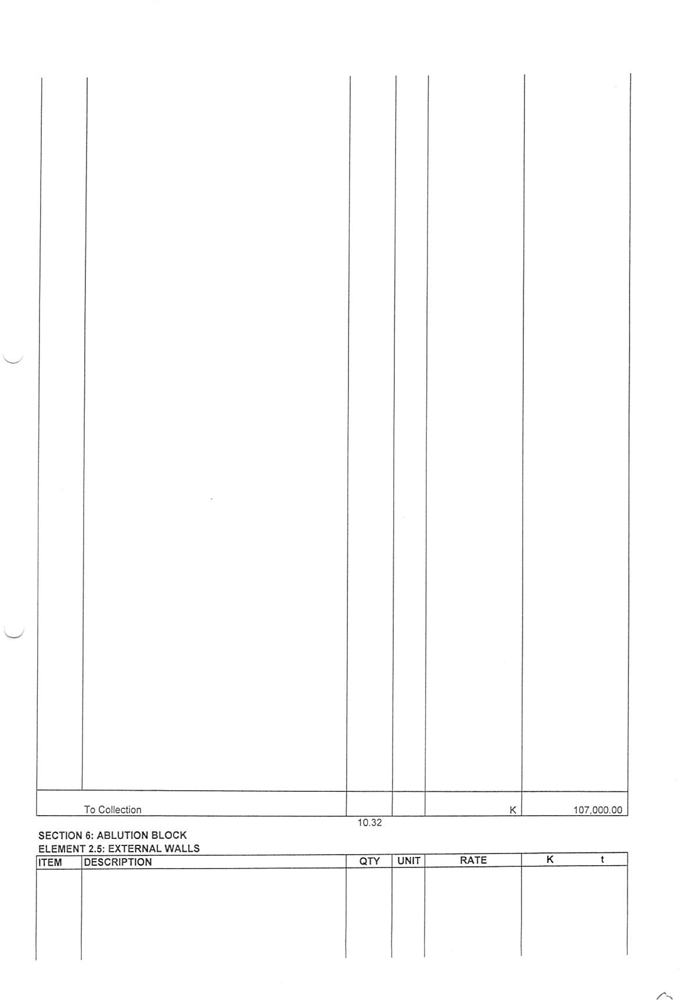 To Collection K 107,000.00
10.32
SECTION 6: ABLUTION BLOCK
ELEMENT 2.5: EXTERNAL WALLS
ITEM DESCRIPTION QTY UNIT RATE K t